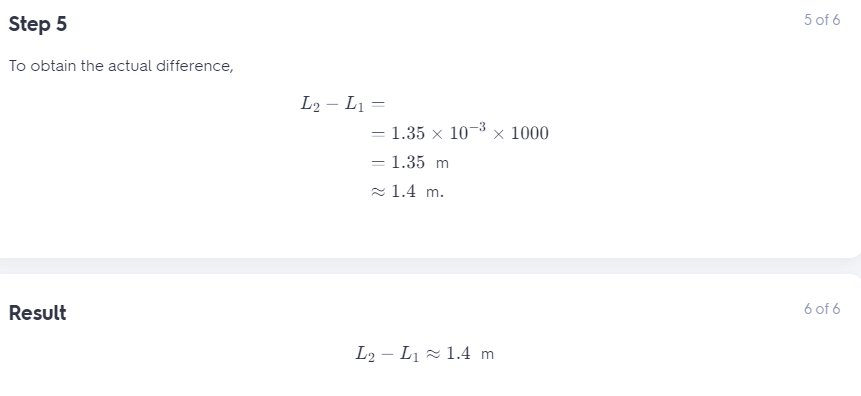 Step 5
5 of 6
To obtain the actual difference,
L₂ − L₁ =
= 1.35 × 10⁻³ × 1000
= 1.35 m
≈ 1.4 m.
Result
6 of 6
L₂ − L₁ ≈ 1.4 m